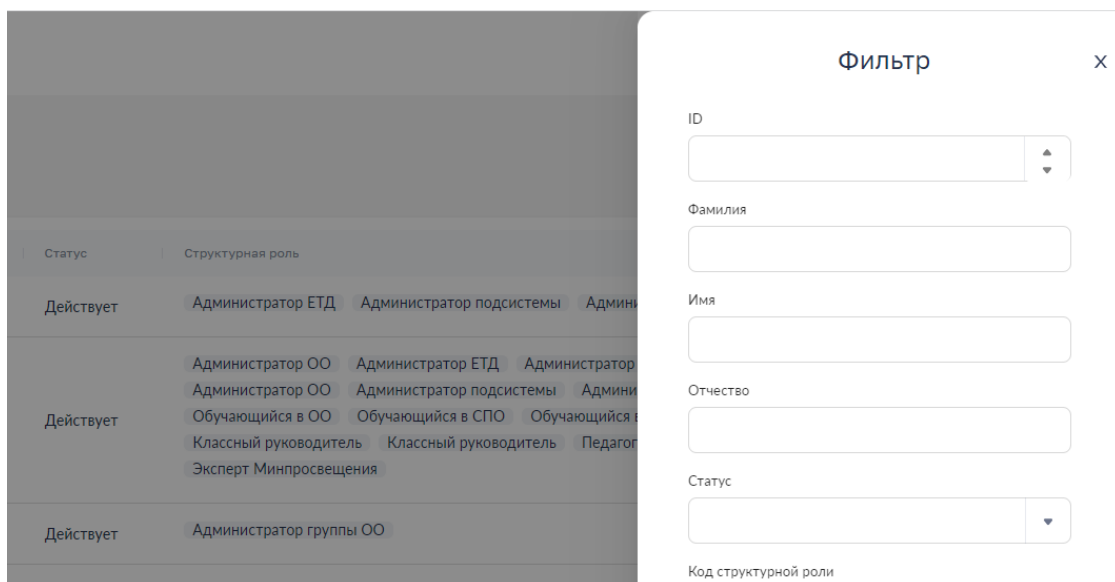 Фильтр X
ID
Фамилия
Имя
Отчество
Статус
Код структурной роли
Статус Структурная роль
Действует Администратор ЕТД Администратор подсистемы
Администратор ОО Администратор ЕТД Администратор
Администратор ОО Администратор подсистемы
Действует Обучающийся в ОО Обучающийся в СПО Обучающийся
Классный руководитель Классный руководитель
Эксперт Минпросвещения
Действует Администратор группы ОО